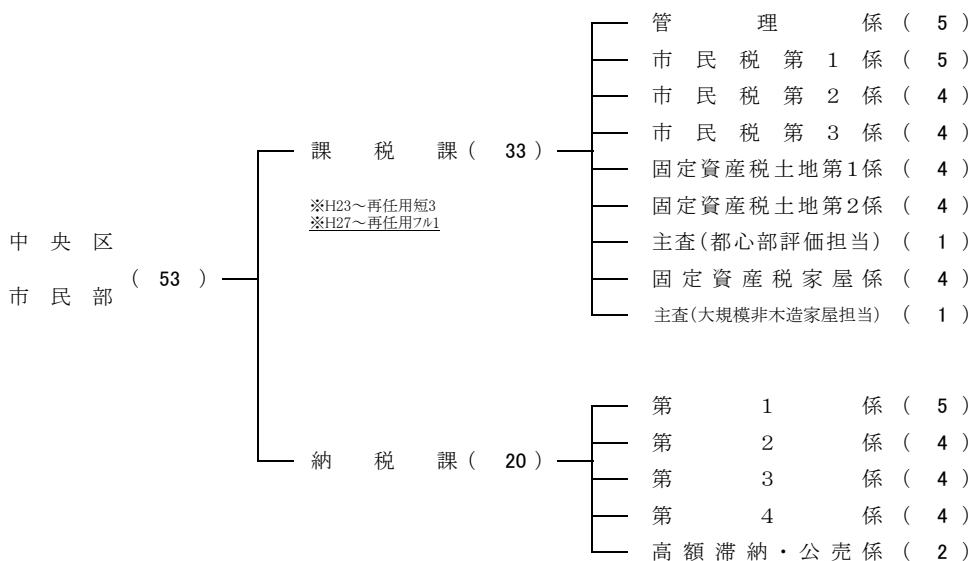 中央区
市民部
( 53 )
課税課( 33 )
※H23～再任用短3
※H27～再任用フル1
管理係( 5 )
市民税第1係( 5 )
市民税第2係( 4 )
市民税第3係( 4 )
固定資産税土地第1係( 4 )
固定資産税土地第2係( 4 )
主査(都心部評価担当)( 1 )
固定資産税家屋係( 4 )
主査(大規模非木造家屋担当)( 1 )
納税課( 20 )
第1係( 5 )
第2係( 4 )
第3係( 4 )
第4係( 4 )
高額滞納・公売係( 2 )